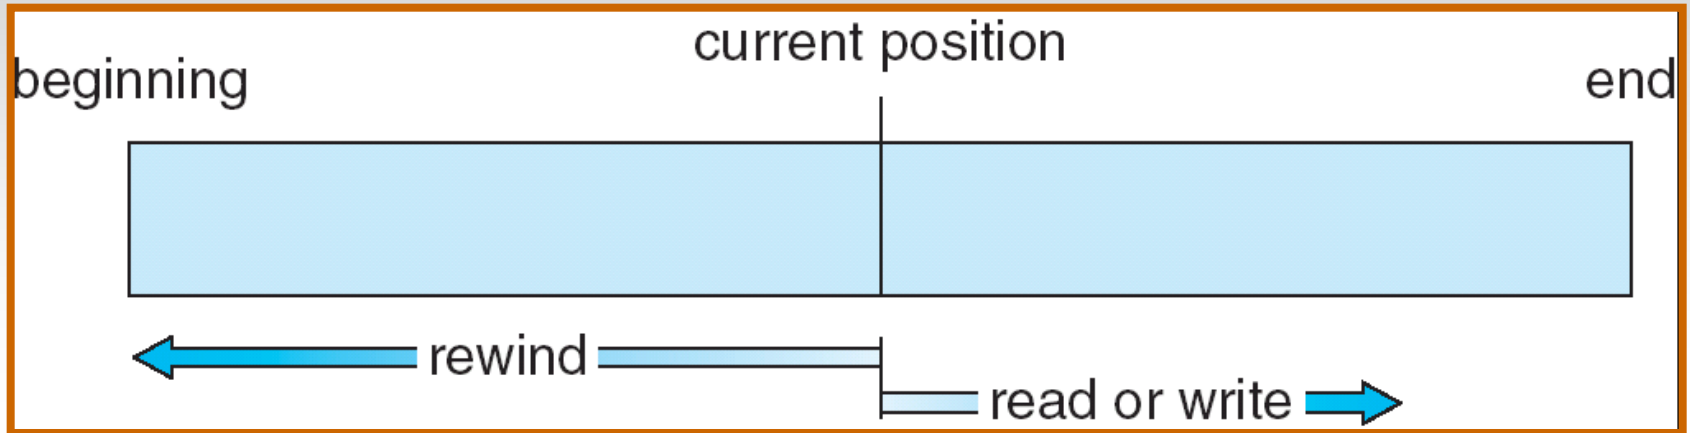 current position
beginning
end
rewind
read or write